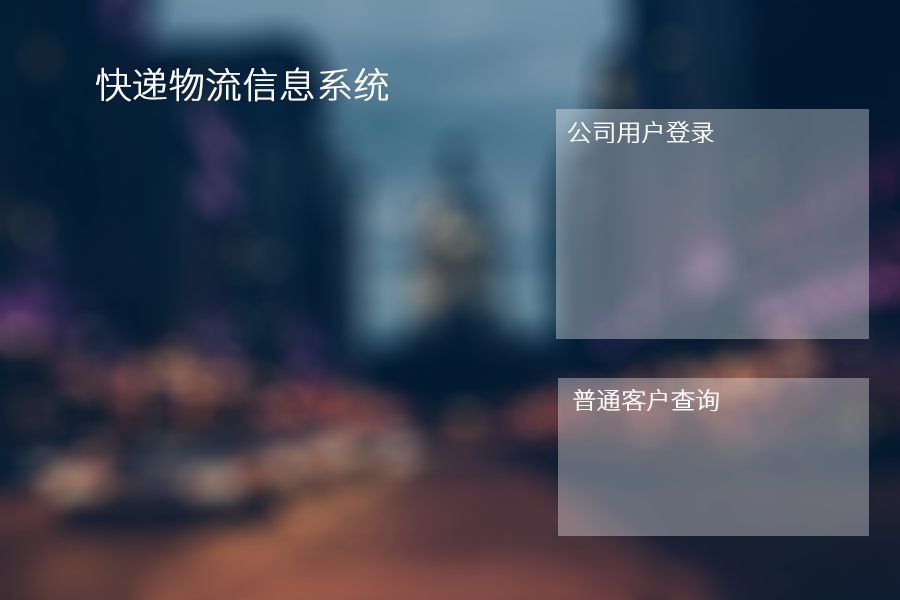 快递物流信息系统
公司用户登录
普通客户查询